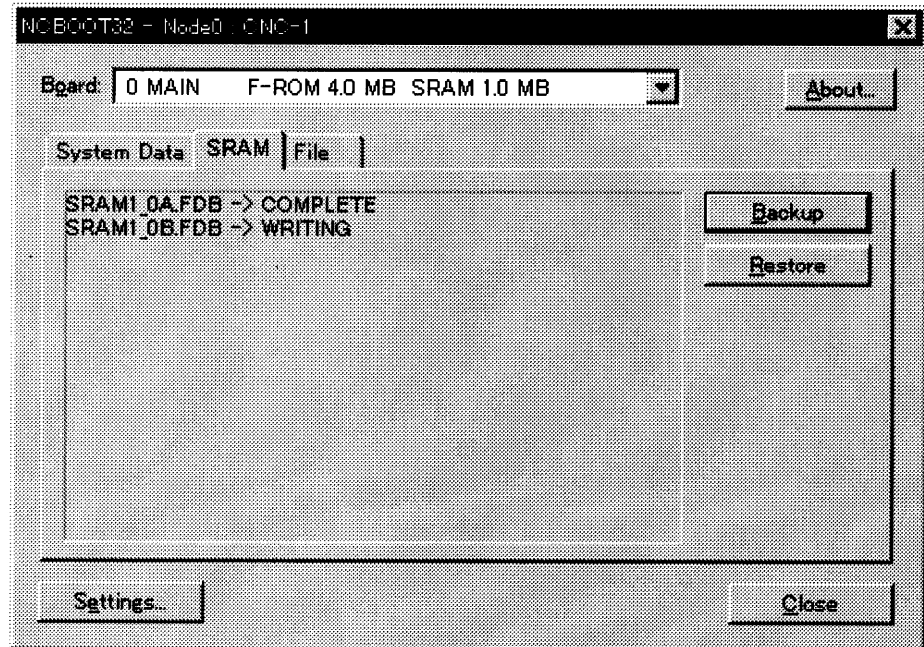 NCBOOT32 - Node0 : CNC-1
Board: 0 MAIN F-ROM 4.0 MB SRAM 1.0 MB
About...
System Data SRAM File
SRAM1_0A.FDB -> COMPLETE
SRAM1_0B.FDB -> WRITING
Backup
Restore
Settings...
Close